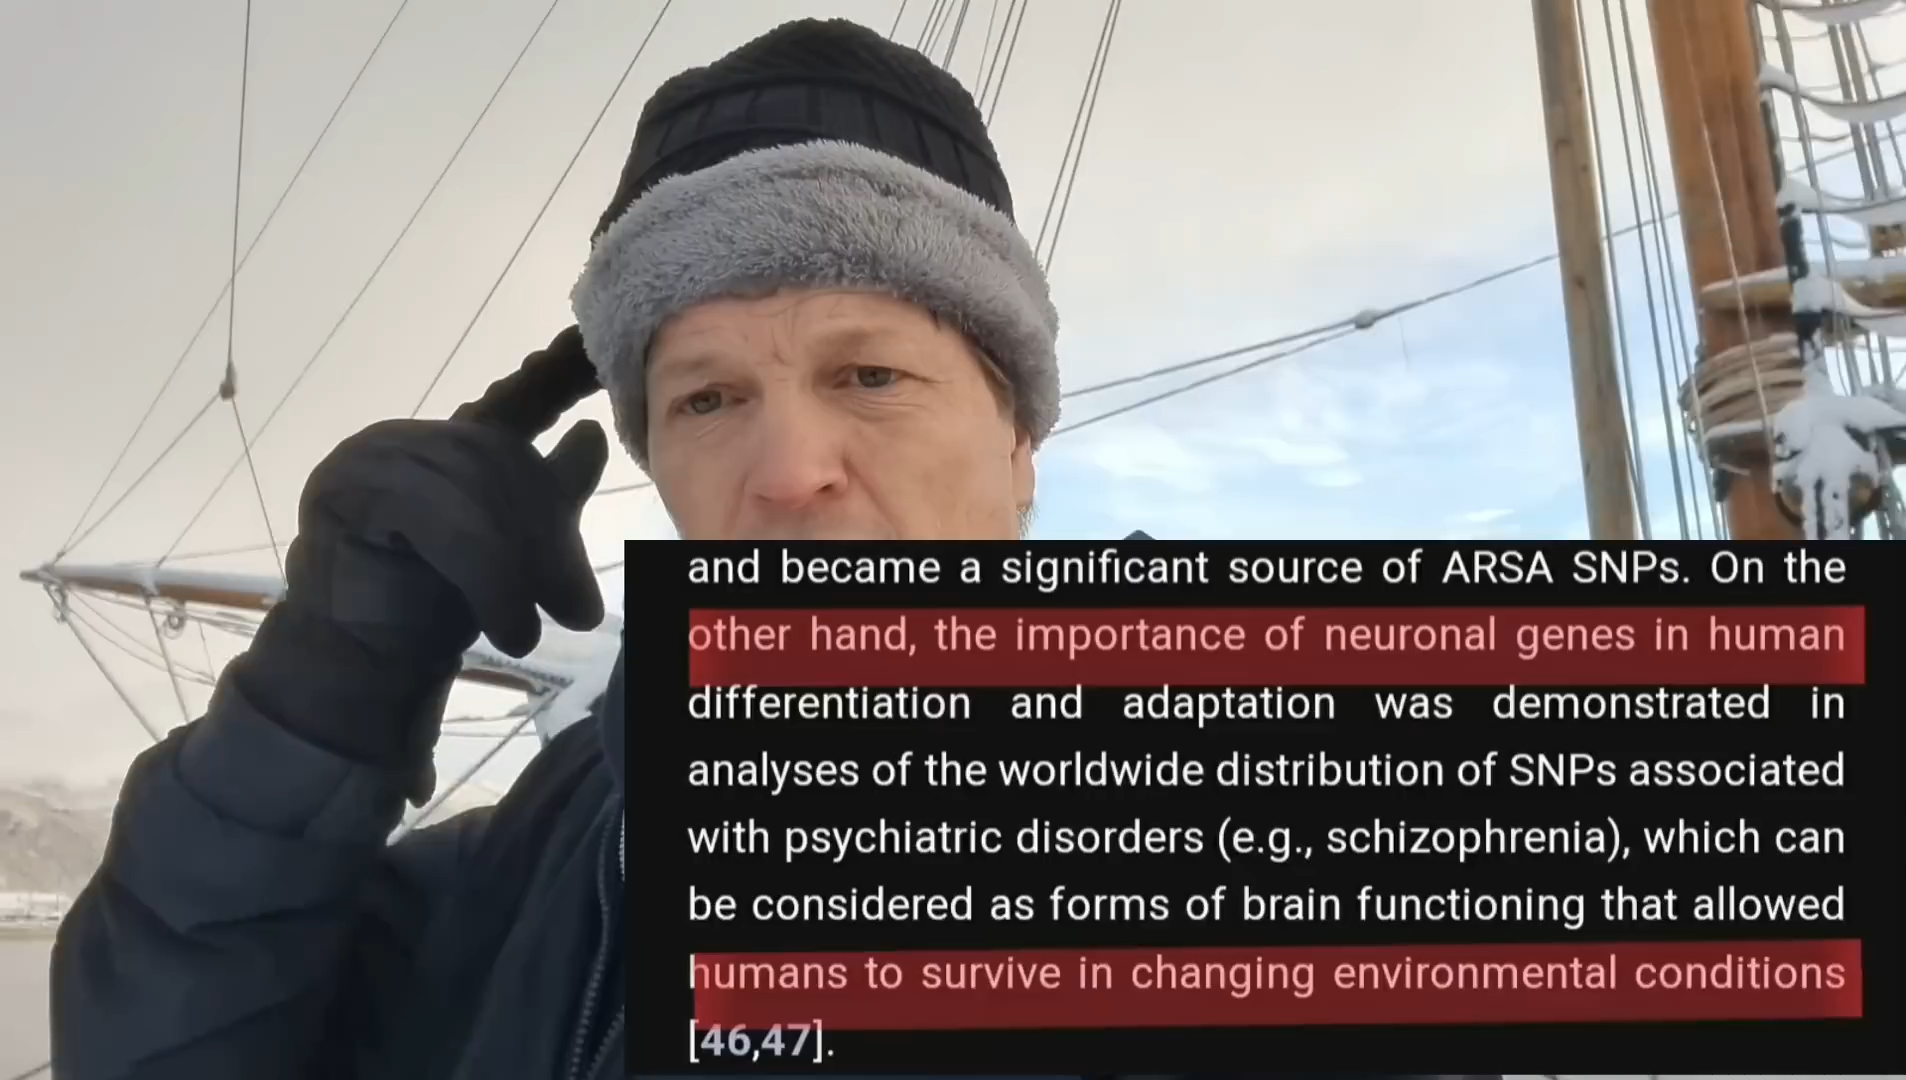 and became a significant source of ARSA SNPs. On the
other hand, the importance of neuronal genes in human
differentiation and adaptation was demonstrated in
analyses of the worldwide distribution of SNPs associated
with psychiatric disorders (e.g., schizophrenia), which can
be considered as forms of brain functioning that allowed
humans to survive in changing environmental conditions
[46,47].